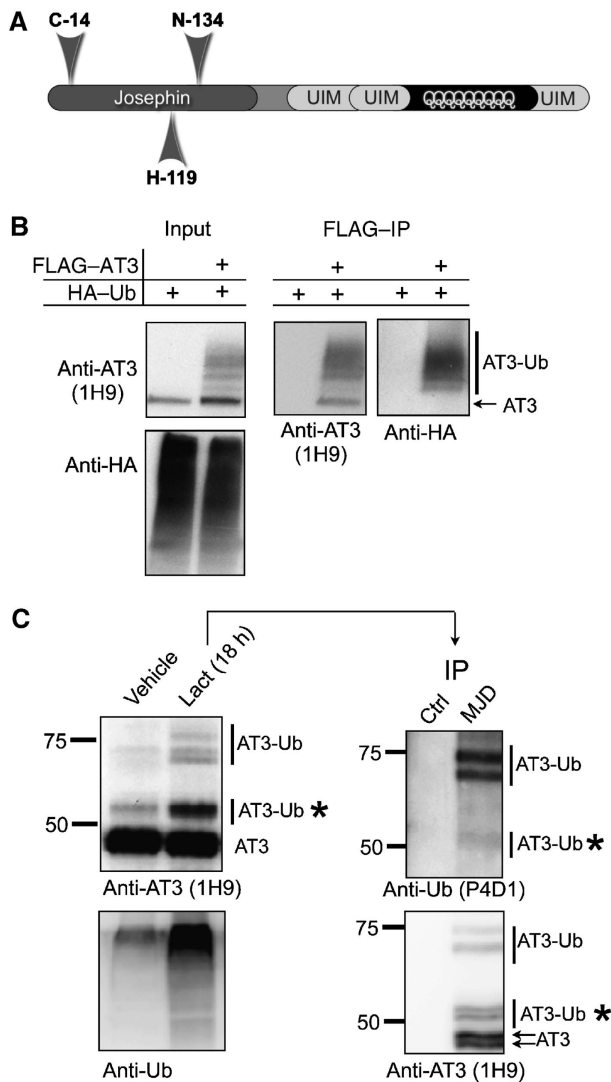 A
C-14 N-134
Josephin UIM UIM QQQQQQQQQ UIM
H-119
B
Input FLAG–IP
FLAG–AT3 + + +
HA–Ub + + + + + +
Anti-AT3
(1H9)
AT3-Ub
AT3
Anti-AT3
(1H9)
Anti-HA
Anti-HA
C
Vehicle Lact (18 h)
IP
Ctrl MJD
75
AT3-Ub
AT3-Ub *
50
AT3
Anti-AT3 (1H9)
75
AT3-Ub
50
AT3-Ub *
Anti-Ub (P4D1)
Anti-Ub
75
AT3-Ub
AT3-Ub *
50
AT3
Anti-AT3 (1H9)